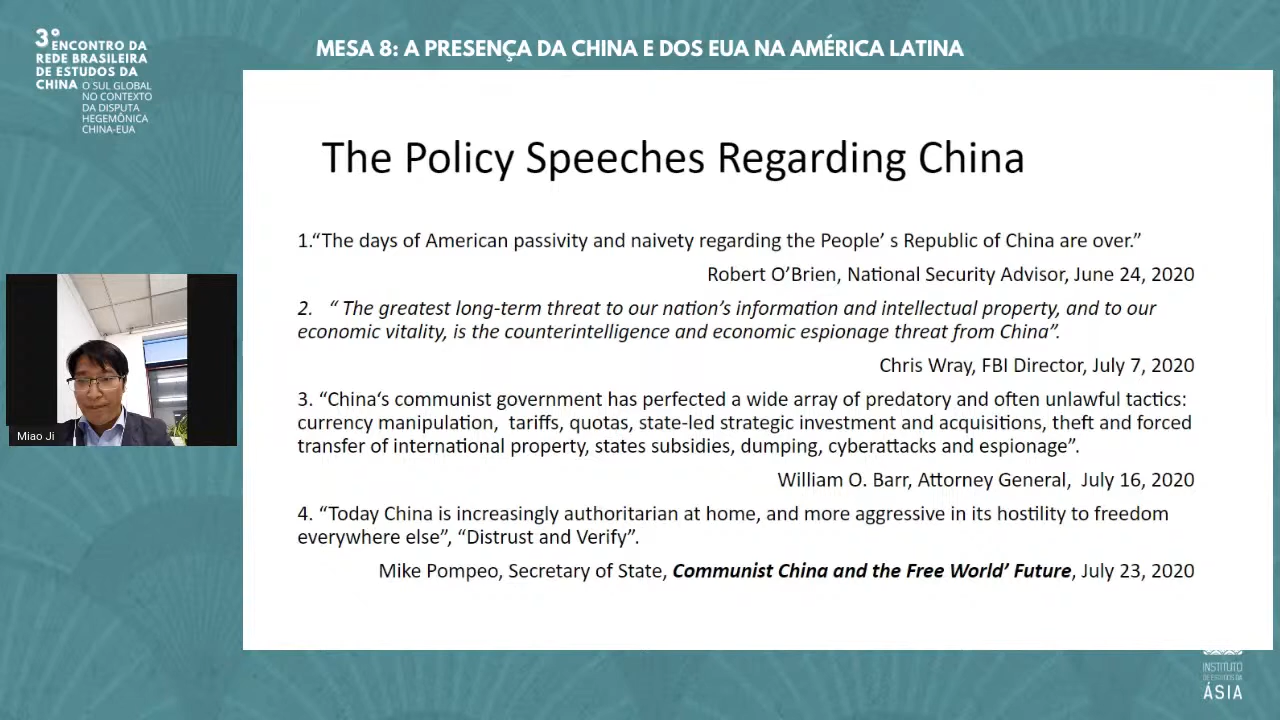 3º ENCONTRO DA
REDE BRASILEIRA
DE ESTUDOS DA
CHINA O SUL GLOBAL
NO CONTEXTO
DA DISPUTA
HEGEMÔNICA
CHINA-EUA
MESA 8: A PRESENÇA DA CHINA E DOS EUA NA AMÉRICA LATINA
The Policy Speeches Regarding China
1.“The days of American passivity and naivety regarding the People’ s Republic of China are over.”
Robert O’Brien, National Security Advisor, June 24, 2020
2. “ The greatest long-term threat to our nation’s information and intellectual property, and to our
economic vitality, is the counterintelligence and economic espionage threat from China”.
Chris Wray, FBI Director, July 7, 2020
3. “China‘s communist government has perfected a wide array of predatory and often unlawful tactics:
currency manipulation, tariffs, quotas, state-led strategic investment and acquisitions, theft and forced
transfer of international property, states subsidies, dumping, cyberattacks and espionage”.
William O. Barr, Attorney General, July 16, 2020
4. “Today China is increasingly authoritarian at home, and more aggressive in its hostility to freedom
everywhere else”, “Distrust and Verify”.
Mike Pompeo, Secretary of State, Communist China and the Free World’ Future, July 23, 2020
Miao Ji
INSTITUTO
DE ESTUDOS DA
ÁSIA